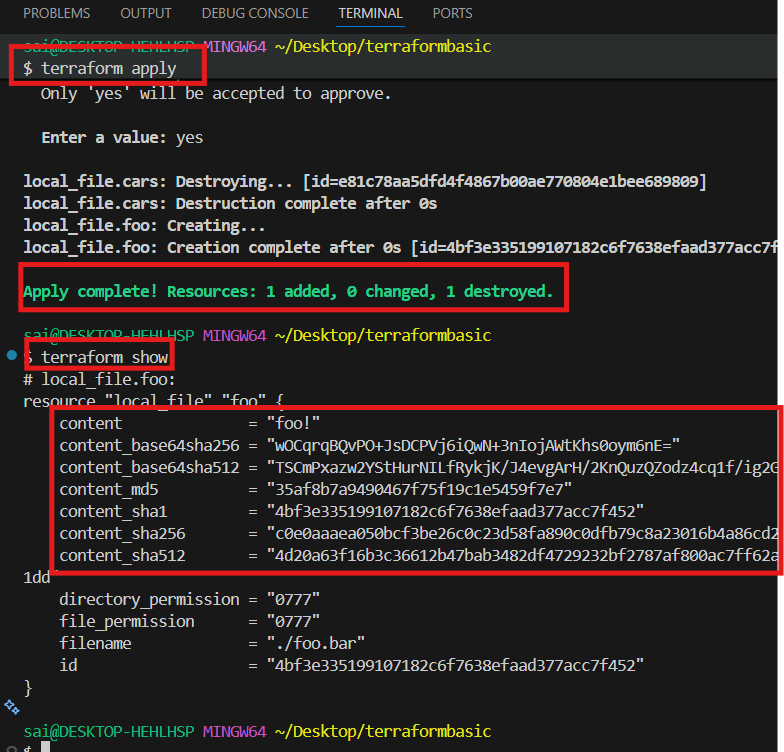 PROBLEMS OUTPUT DEBUG CONSOLE TERMINAL PORTS
sai@DESKTOP-HEHLHSP MINGW64 ~/Desktop/terraformbasic
$ terraform apply
Only 'yes' will be accepted to approve.
Enter a value: yes
local_file.cars: Destroying... [id=e81c78aa5dfd4f4867b00ae770804e1bee689809]
local_file.cars: Destruction complete after 0s
local_file.foo: Creating...
local_file.foo: Creation complete after 0s [id=4bf3e335199107182c6f7638efaad377acc7f
Apply complete! Resources: 1 added, 0 changed, 1 destroyed.
sai@DESKTOP-HEHLHSP MINGW64 ~/Desktop/terraformbasic
$ terraform show
# local_file.foo:
resource "local_file" "foo" {
content = "foo!"
content_base64sha256 = "wOCqrqBQvPO+JsDCPVj6iQwN+3nIojAWtKhs0oym6nE="
content_base64sha512 = "TSCmPxazw2YStHurNILfRykjK/J4evgArH/2KnQuzQZodz4cq1f/ig2G
content_md5 = "35af8b7a9490467f75f19c1e5459f7e7"
content_sha1 = "4bf3e335199107182c6f7638efaad377acc7f452"
content_sha256 = "c0e0aaaea050bcf3be26c0c23d58fa890c0dfb79c8a23016b4a86cd2
content_sha512 = "4d20a63f16b3c36612b47bab3482df4729232bf2787af800ac7ff62a
1dd
directory_permission = "0777"
file_permission = "0777"
filename = "./foo.bar"
id = "4bf3e335199107182c6f7638efaad377acc7f452"
}
sai@DESKTOP-HEHLHSP MINGW64 ~/Desktop/terraformbasic
$